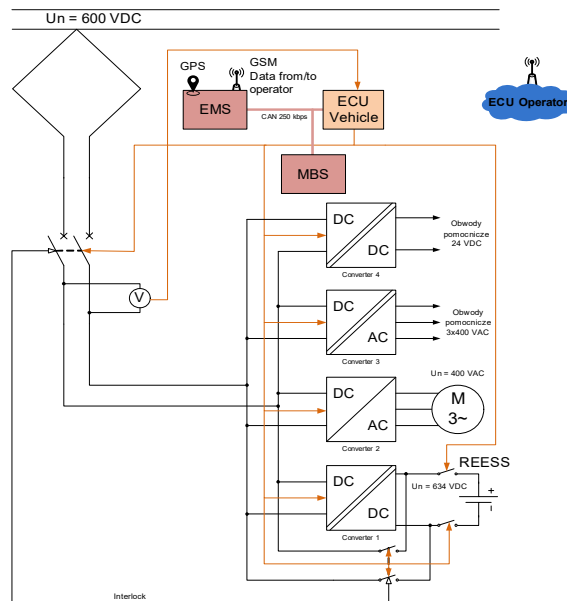 Un = 600 VDC
GPS
GSM
Data from/to
operator
EMS
CAN 250 kbps
ECU
Vehicle
ECU Operator
MBS
DC
DC
Converter 4
Obwody
pomocnicze
24 VDC
V
DC
AC
Converter 3
Obwody
pomocnicze
3x400 VAC
DC
AC
Converter 2
Un = 400 VAC
M
3~
DC
DC
Converter 1
REESS
Un = 634 VDC
+
-
Interlock